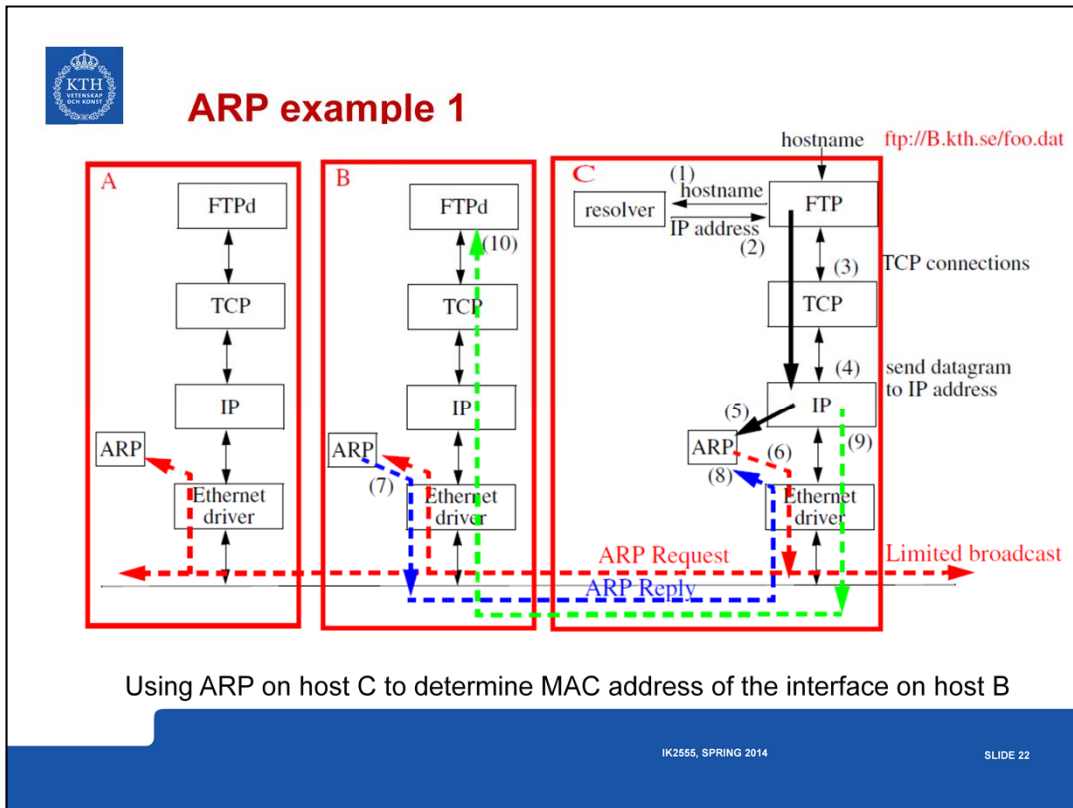 KTH
VETENSKAP
OCH KONST
ARP example 1
hostname ftp://B.kth.se/foo.dat
A
FTPd
TCP
IP
ARP
Ethernet
driver
B
FTPd
(10)
TCP
IP
ARP
(7)
Ethernet
driver
C
(1)
hostname
resolver
IP address
(2)
FTP
(3)
TCP connections
TCP
(4)
send datagram
to IP address
IP
(5)
(9)
ARP
(6)
(8)
Ethernet
driver
ARP Request
Limited broadcast
ARP Reply
Using ARP on host C to determine MAC address of the interface on host B
IK2555, SPRING 2014
SLIDE 22